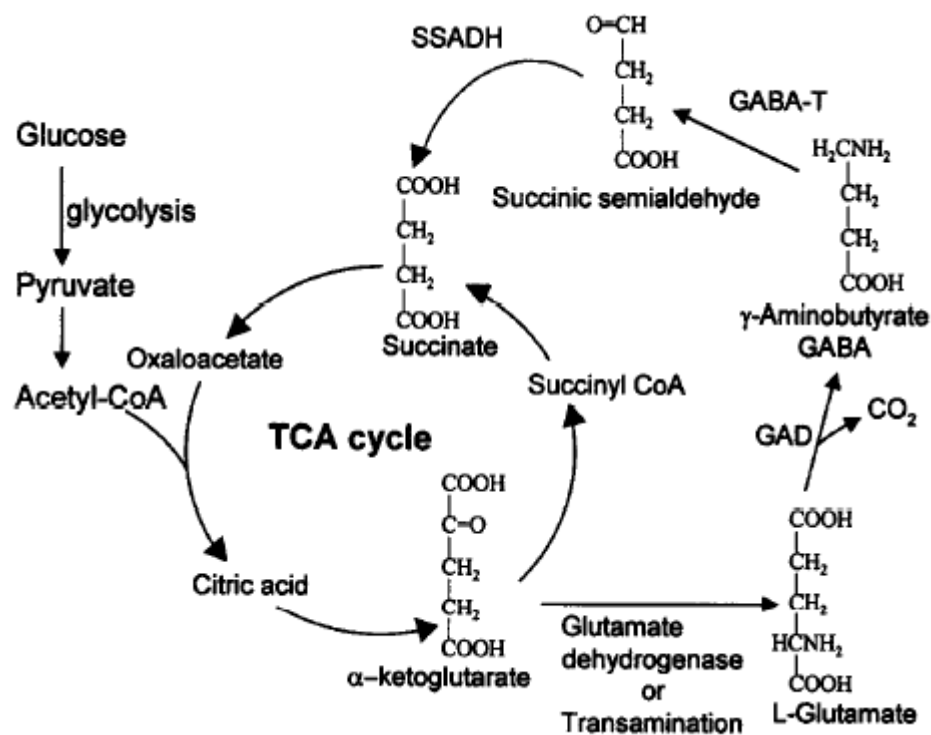 SSADH
O=CH
CH2
CH2
COOH
Succinic semialdehyde
GABA-T
H2CNH2
CH2
CH2
COOH
γ-Aminobutyrate
GABA
Glucose
glycolysis
Pyruvate
Acetyl-CoA
COOH
CH2
CH2
COOH
Succinate
Oxaloacetate
Succinyl CoA
TCA cycle
GAD
CO2
Citric acid
COOH
C=O
CH2
CH2
COOH
α–ketoglutarate
Glutamate
dehydrogenase
or
Transamination
COOH
CH2
CH2
HCNH2
COOH
L-Glutamate